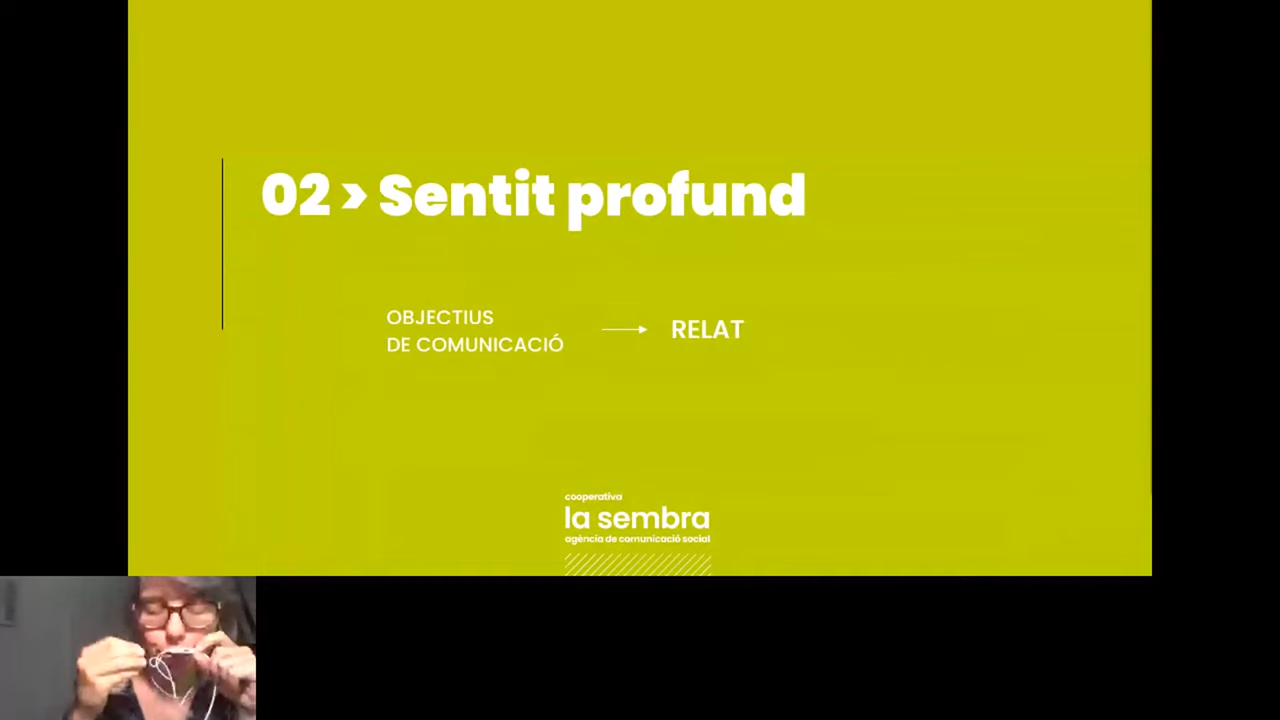 02 > Sentit profund
OBJECTIUS
DE COMUNICACIÓ
RELAT
cooperativa
la sembra
agència de comunicació social